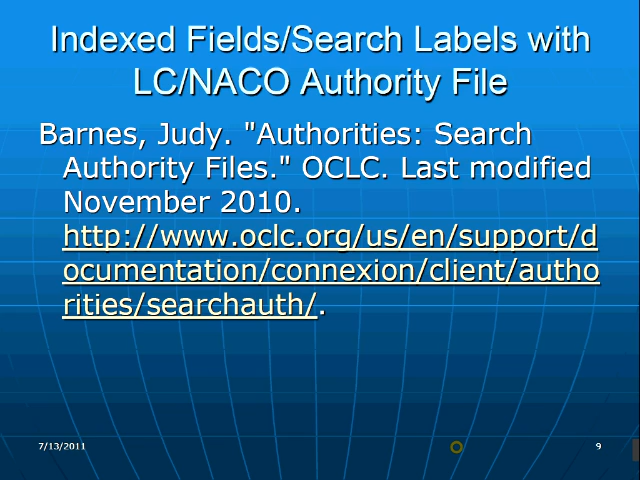 Indexed Fields/Search Labels with
LC/NACO Authority File
Barnes, Judy. "Authorities: Search
Authority Files." OCLC. Last modified
November 2010.
http://www.oclc.org/us/en/support/d
ocumentation/connexion/client/autho
rities/searchauth/.
7/13/2011
9